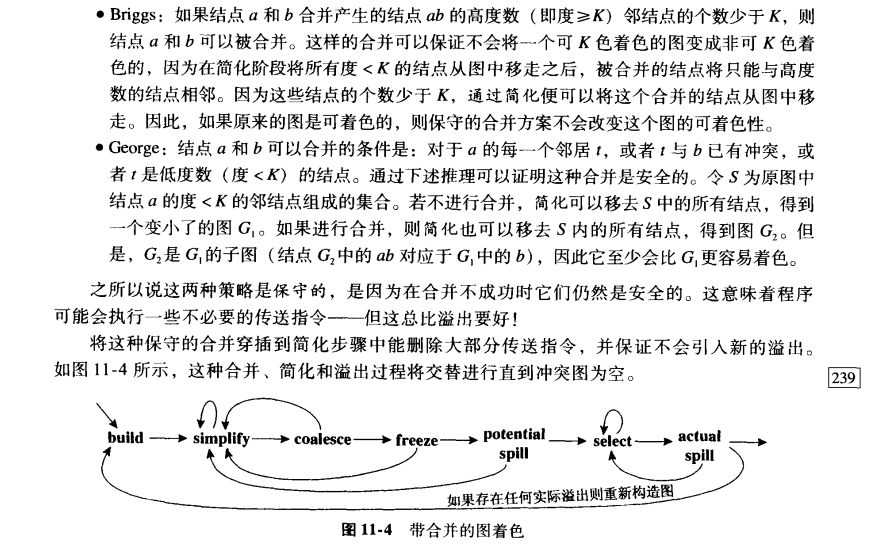 • Briggs：如果结点 a 和 b 合并产生的结点 ab 的高度数（即度≥K）邻结点的个数少于 K，则
结点 a 和 b 可以被合并。这样的合并可以保证不会将一个可 K 色着色的图变成非可 K 色着
色的，因为在简化阶段将所有度 < K 的结点从图中移走之后，被合并的结点将只能与高度
数的结点相邻。因为这些结点的个数少于 K，通过简化便可以将这个合并的结点从图中移
走。因此，如果原来的图是可着色的，则保守的合并方案不会改变这个图的可着色性。
• George：结点 a 和 b 可以合并的条件是：对于 a 的每一个邻居 t，或者 t 与 b 已有冲突，或
者 t 是低度数（度 <K）的结点。通过下述推理可以证明这种合并是安全的。令 S 为原图中
结点 a 的度 <K 的邻结点组成的集合。若不进行合并，简化可以移去 S 中的所有结点，得到
一个变小了的图 G₁。如果进行合并，则简化也可以移去 S 内的所有结点，得到图 G₂。但
是，G₂是 G₁的子图（结点 G₂中的 ab 对应于 G₁中的 b），因此它至少会比 G₁更容易着色。
之所以说这两种策略是保守的，是因为在合并不成功时它们仍然是安全的。这意味着程序
可能会执行一些不必要的传送指令——但这总比溢出要好！
将这种保守的合并穿插到简化步骤中能删除大部分传送指令，并保证不会引入新的溢出。
如图 11-4 所示，这种合并、简化和溢出过程将交替进行直到冲突图为空。
239
build simplify coalesce freeze potential select actual
spill spill
如果存在任何实际溢出则重新构造图
图 11-4 带合并的图着色